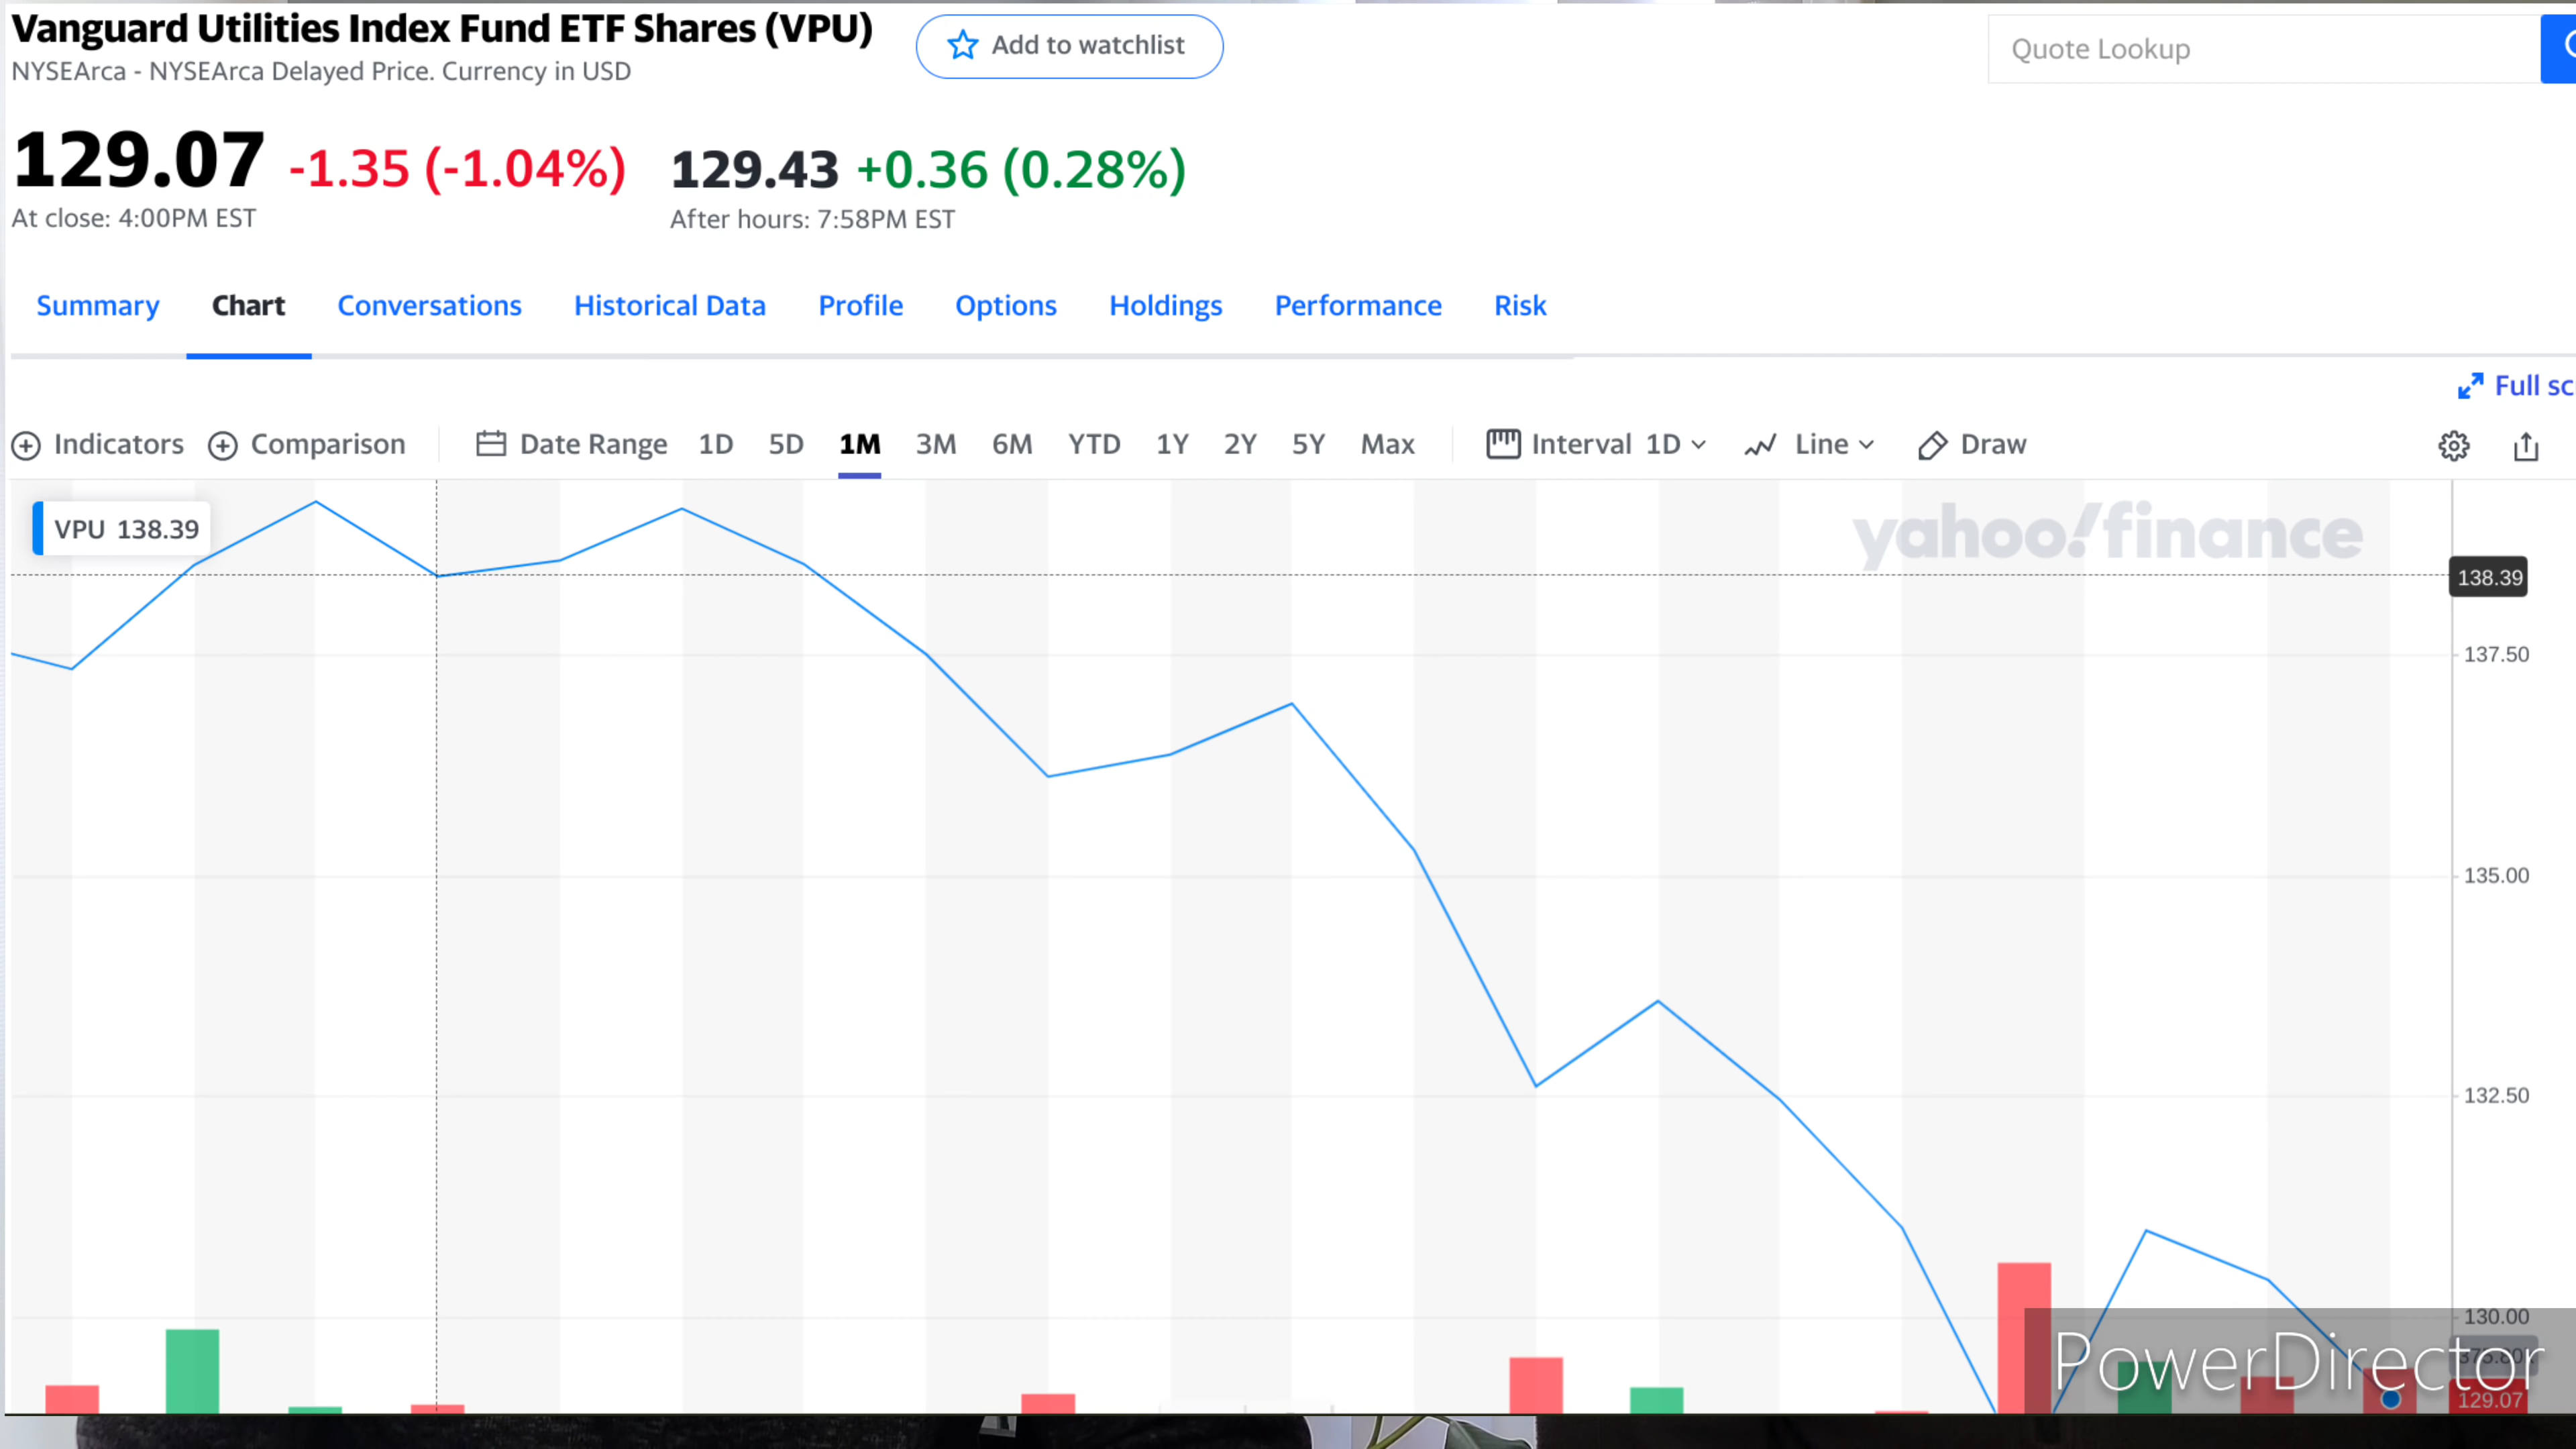 Vanguard Utilities Index Fund ETF Shares (VPU)
Add to watchlist
Quote Lookup
NYSEArca - NYSEArca Delayed Price. Currency in USD
129.07 -1.35 (-1.04%) 129.43 +0.36 (0.28%)
At close: 4:00PM EST After hours: 7:58PM EST
Summary Chart Conversations Historical Data Profile Options Holdings Performance Risk
Full sc
Indicators Comparison Date Range 1D 5D 1M 3M 6M YTD 1Y 2Y 5Y Max Interval 1D Line Draw
VPU 138.39
yahoo!finance
138.39
137.50
135.00
132.50
130.00
PowerDirector
129.07